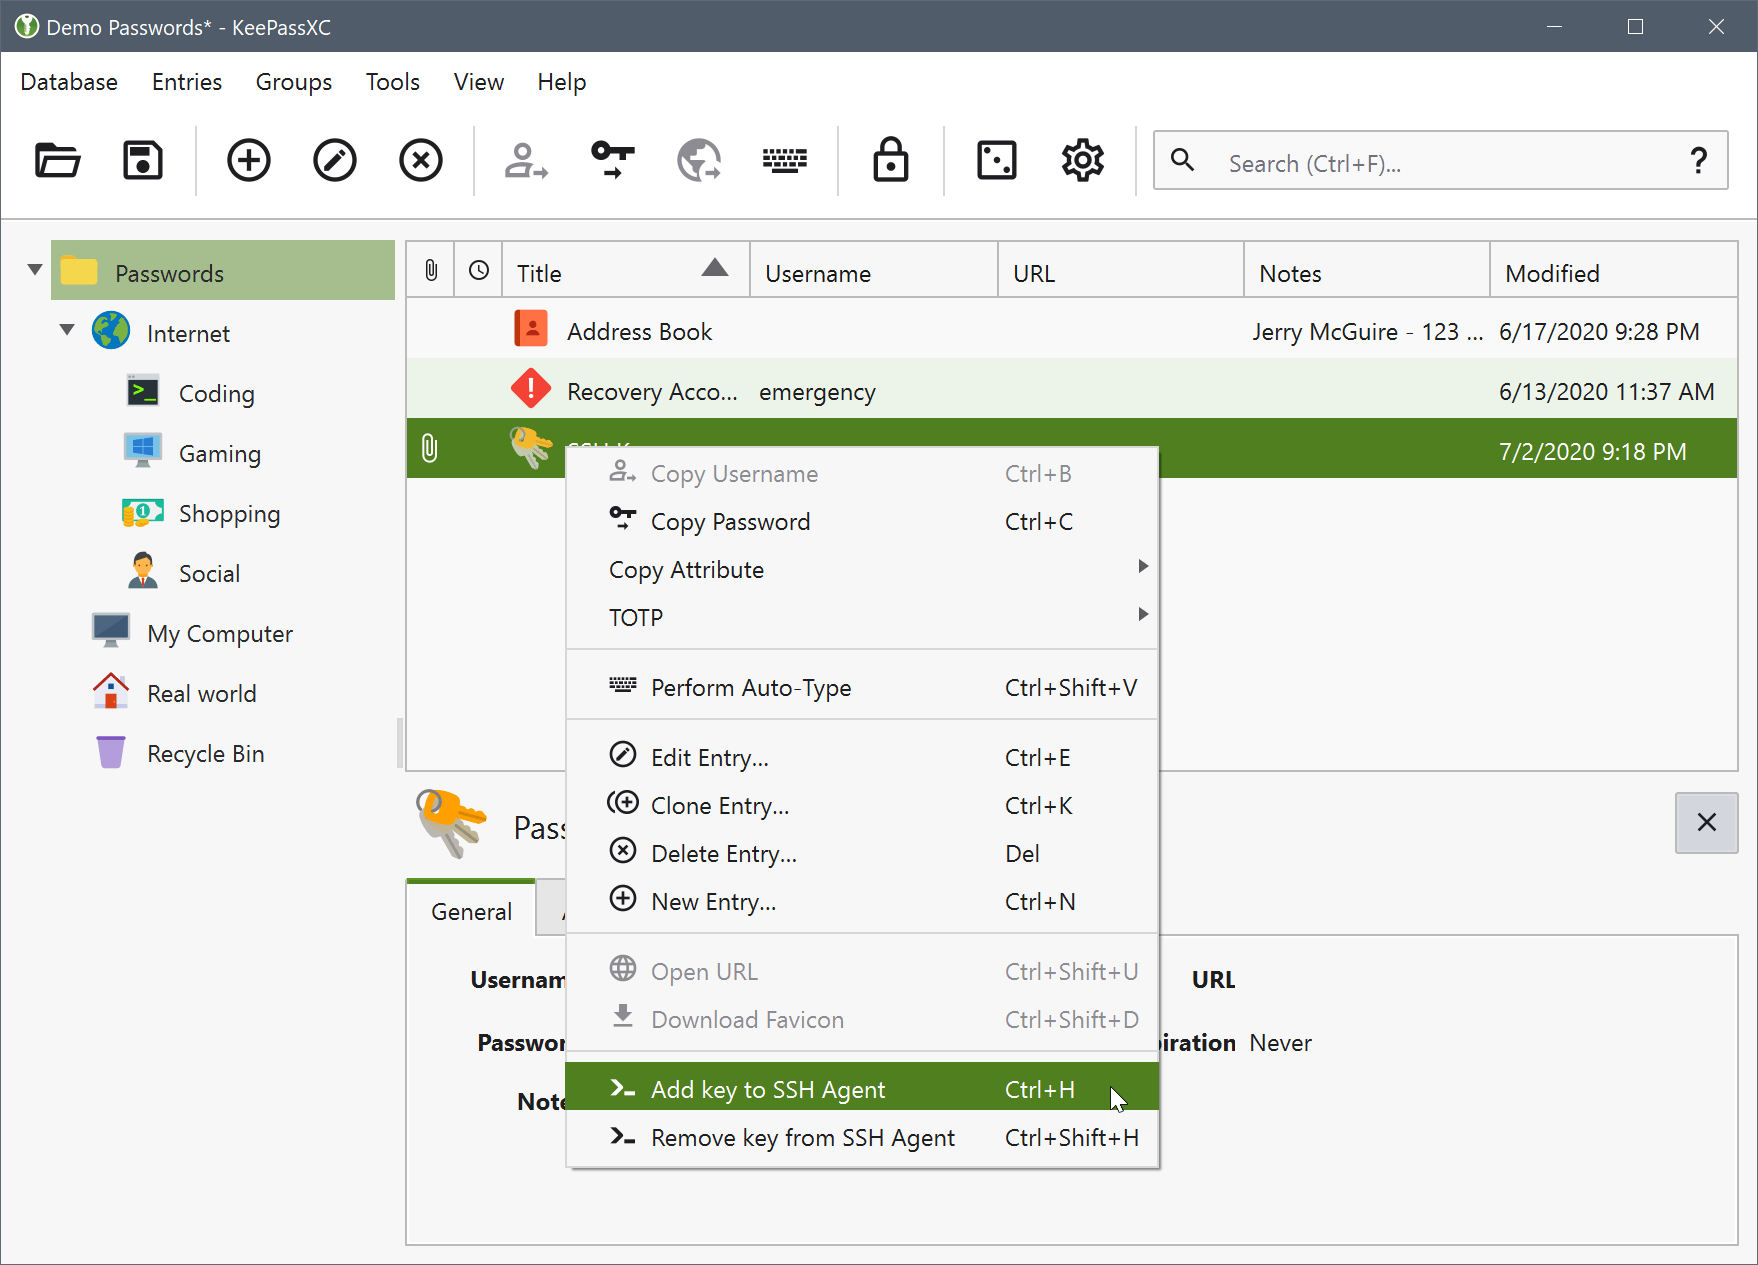 Demo Passwords* - KeePassXC
Database Entries Groups Tools View Help
Search (Ctrl+F)... ?
Passwords
Internet
Coding
Gaming
Shopping
Social
My Computer
Real world
Recycle Bin
Title Username URL Notes Modified
Address Book Jerry McGuire - 123 ... 6/17/2020 9:28 PM
Recovery Acco... emergency 6/13/2020 11:37 AM
7/2/2020 9:18 PM
Copy Username Ctrl+B
Copy Password Ctrl+C
Copy Attribute
TOTP
Perform Auto-Type Ctrl+Shift+V
Edit Entry... Ctrl+E
Clone Entry... Ctrl+K
Delete Entry... Del
New Entry... Ctrl+N
Open URL Ctrl+Shift+U
Download Favicon Ctrl+Shift+D
Add key to SSH Agent Ctrl+H
Remove key from SSH Agent Ctrl+Shift+H
Pass
General
Usernam URL
Passwor piration Never
Note